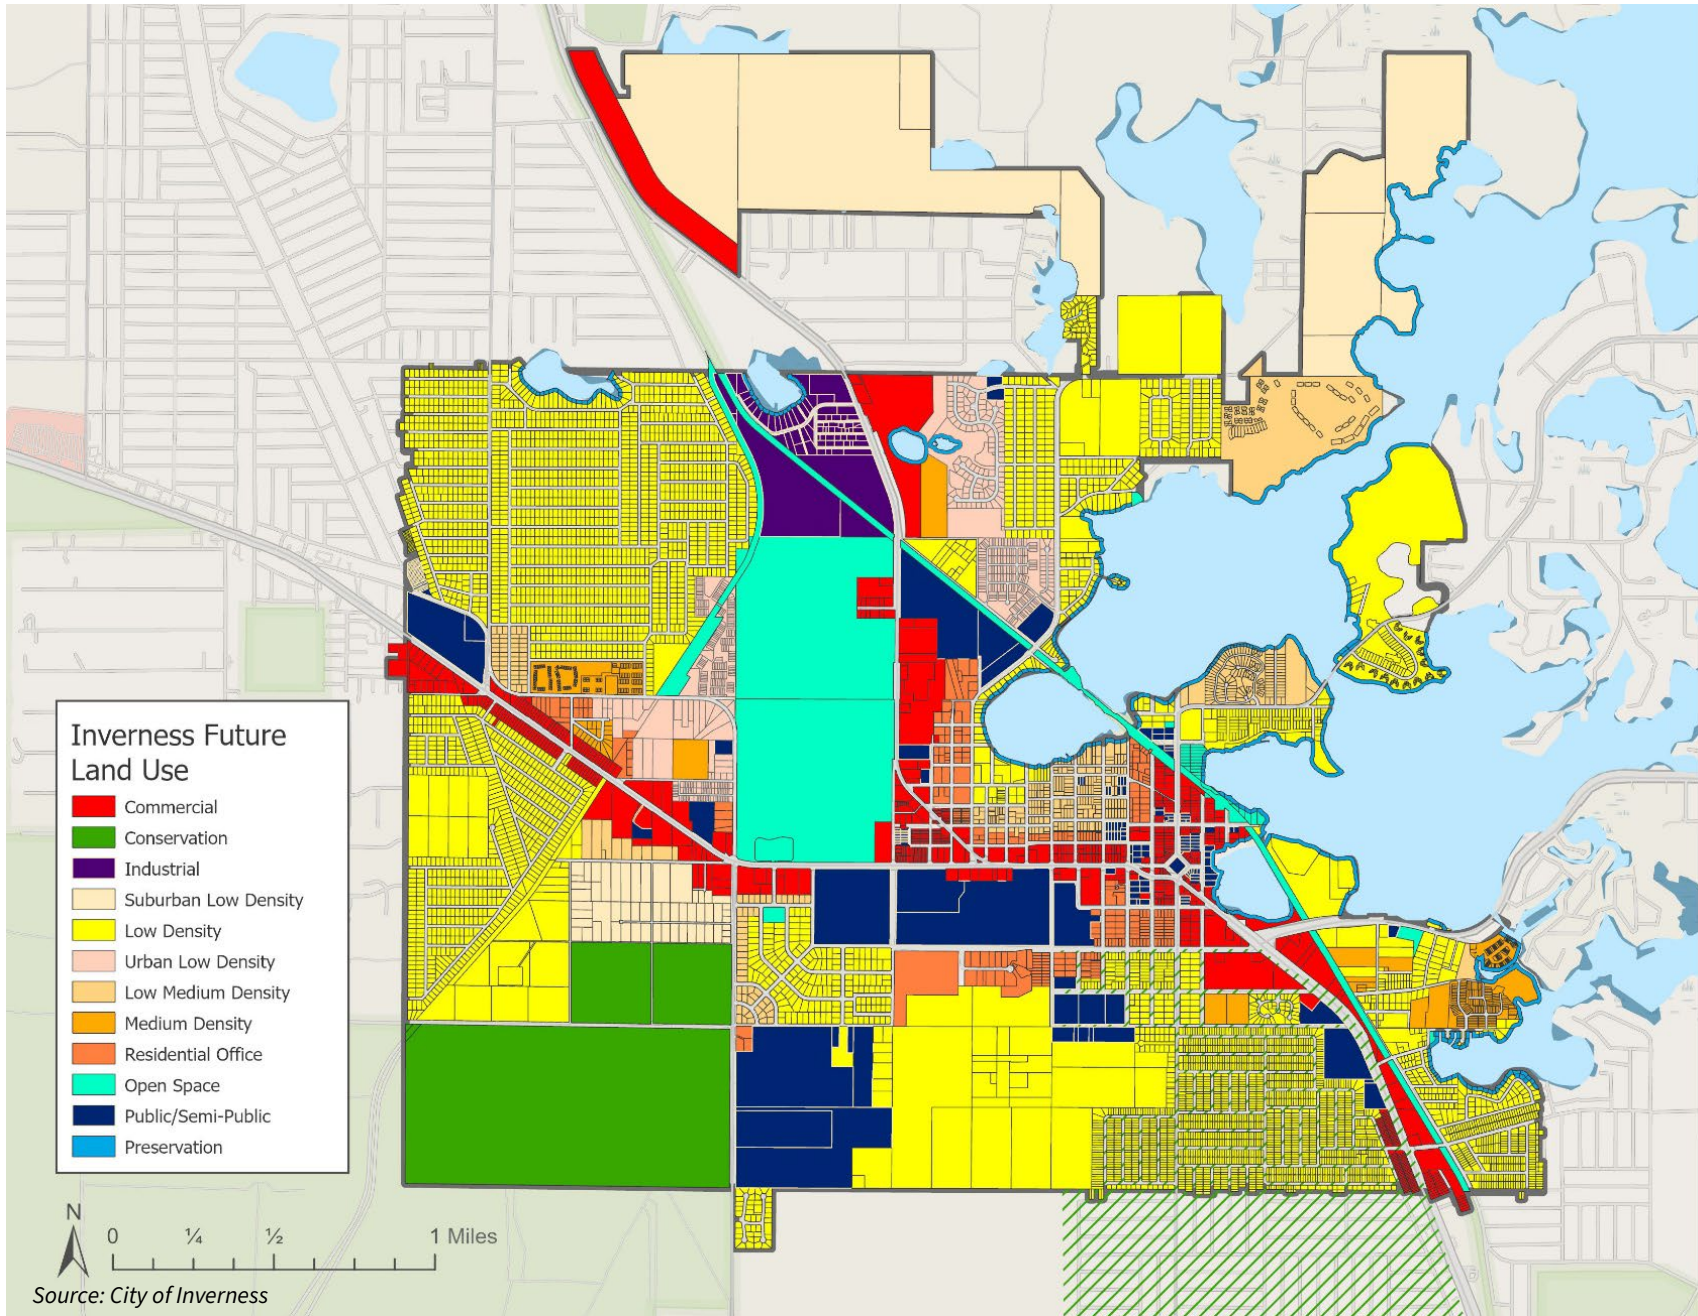 Inverness Future
Land Use
Commercial
Conservation
Industrial
Suburban Low Density
Low Density
Urban Low Density
Low Medium Density
Medium Density
Residential Office
Open Space
Public/Semi-Public
Preservation
N
0 ¼ ½ 1 Miles
Source: City of Inverness